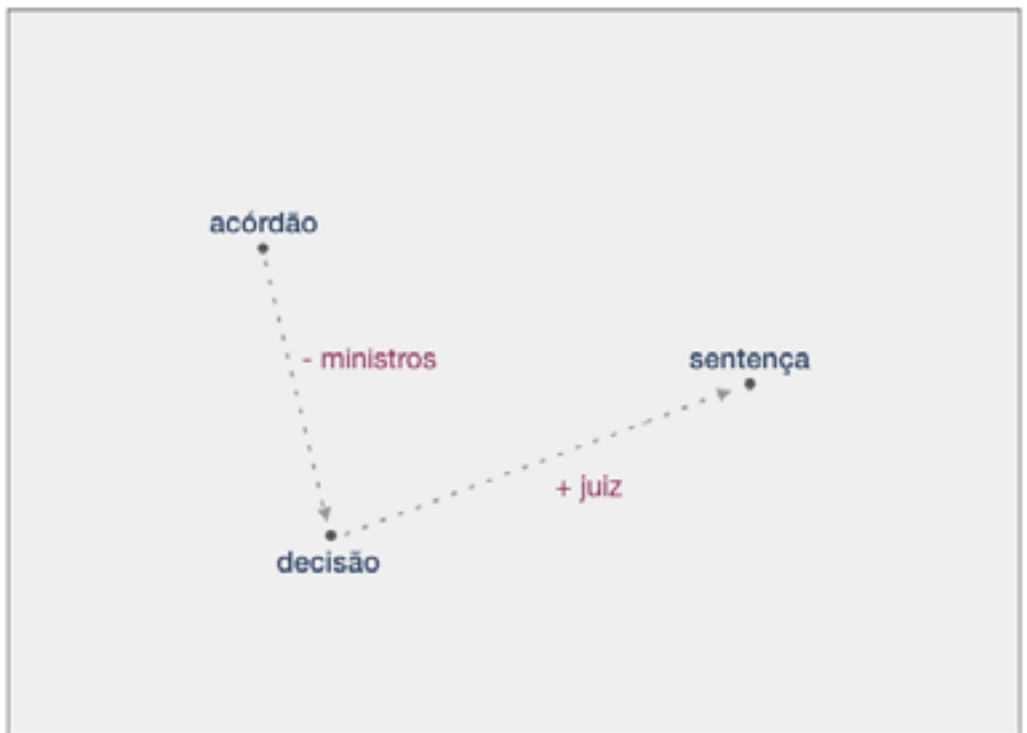 acórdão
- ministros
sentença
+ juiz
decisão